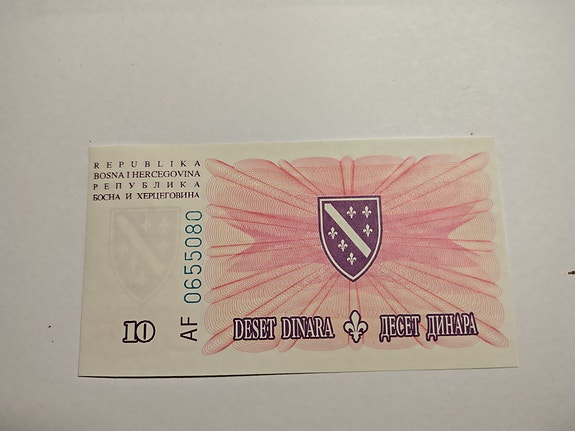 REPUBLIKA
BOSNA I HERCEGOVINA
РЕПУБЛИКА
БОСНА И ХЕРЦЕГОВИНА
AF 0655080
10
DESET DINARA ДЕСЕТ ДИНАРА